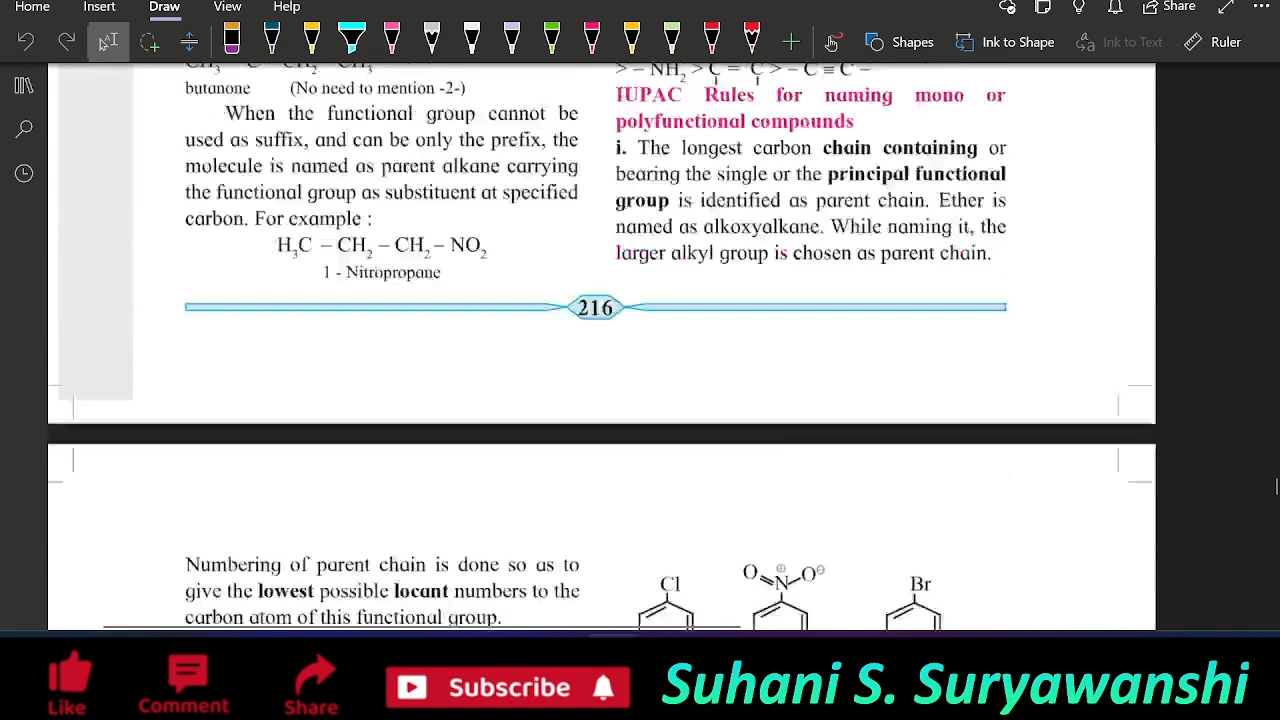 Home Insert Draw View Help
Share
Shapes
Ink to Shape
Ink to Text
Ruler
butanone (No need to mention -2-)
When the functional group cannot be
used as suffix, and can be only the prefix, the
molecule is named as parent alkane carrying
the functional group as substituent at specified
carbon. For example :
H₃C – CH₂ – CH₂ – NO₂
1 - Nitropropane
> – NH₂ > C = C > – C ≡ C –
IUPAC Rules for naming mono or
polyfunctional compounds
i. The longest carbon chain containing or
bearing the single or the principal functional
group is identified as parent chain. Ether is
named as alkoxyalkane. While naming it, the
larger alkyl group is chosen as parent chain.
216
Numbering of parent chain is done so as to
give the lowest possible locant numbers to the
carbon atom of this functional group.
Cl
O N⊕ O⊖
Br
Like
Comment
Share
Subscribe
Suhani S. Suryawanshi